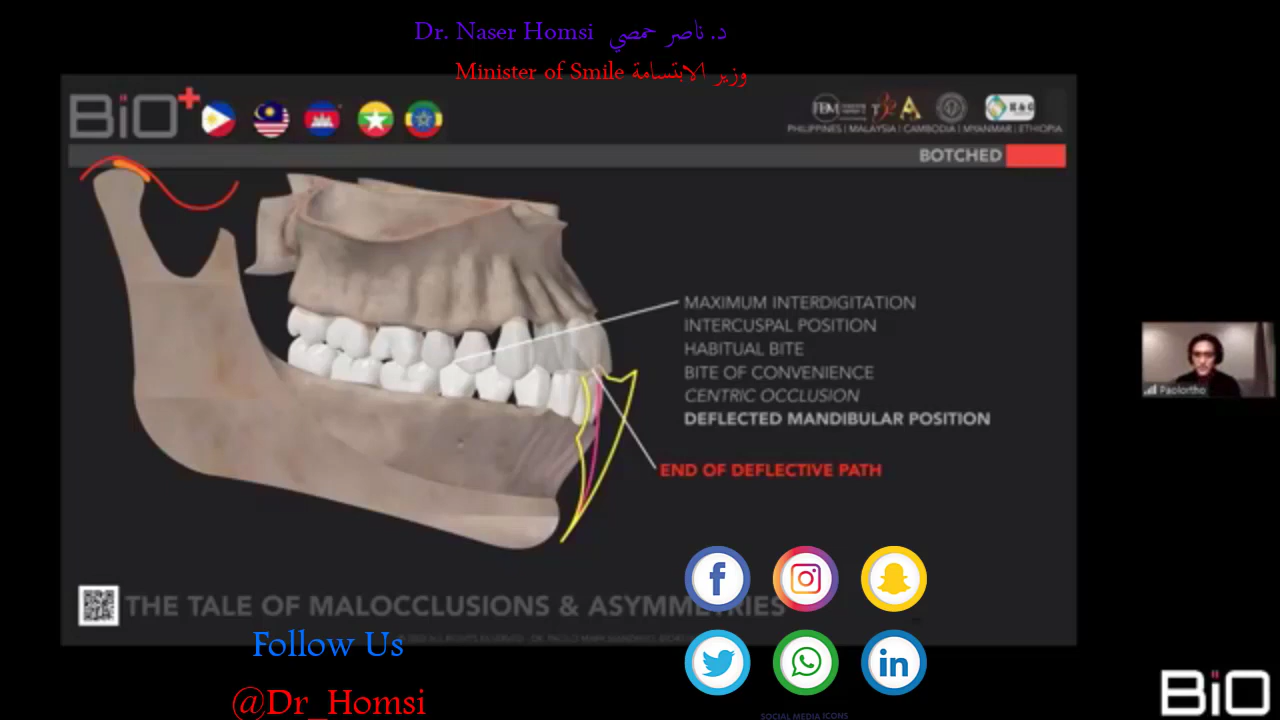 Dr. Naser Homsi د. ناصر حمصي
Minister of Smile وزير الابتسامة
BiO+
PHILIPPINES | MALAYSIA | CAMBODIA | MYANMAR | ETHIOPIA
BOTCHED
MAXIMUM INTERDIGITATION
INTERCUSPAL POSITION
HABITUAL BITE
BITE OF CONVENIENCE
CENTRIC OCCLUSION
DEFLECTED MANDIBULAR POSITION
END OF DEFLECTIVE PATH
Paolortho
THE TALE OF MALOCCLUSIONS & ASYMMETRIES
Follow Us
@Dr_Homsi
SOCIAL MEDIA ICONS
BiO